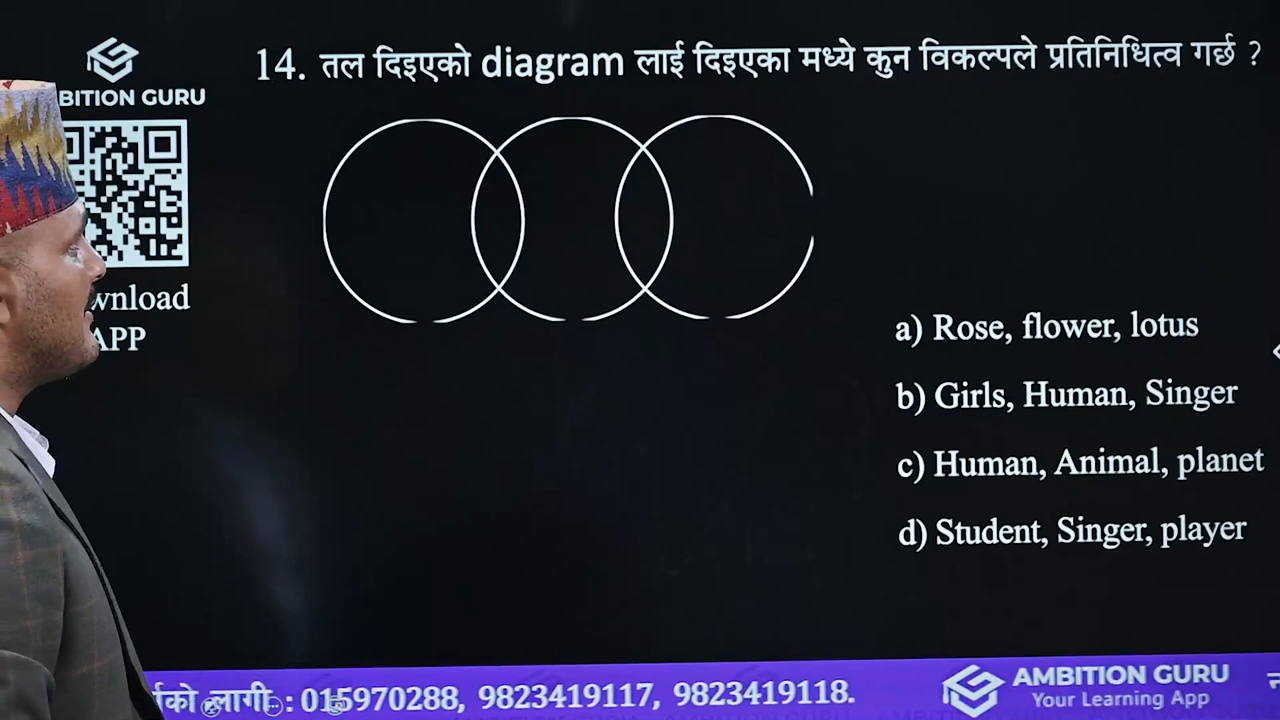 14. तल दिइएको diagram लाई दिइएका मध्ये कुन विकल्पले प्रतिनिधित्व गर्छ ?
BITION GURU
wnload
APP
a) Rose, flower, lotus
b) Girls, Human, Singer
c) Human, Animal, planet
d) Student, Singer, player
को लागी : 015970288, 9823419117, 9823419118.
AMBITION GURU
Your Learning App